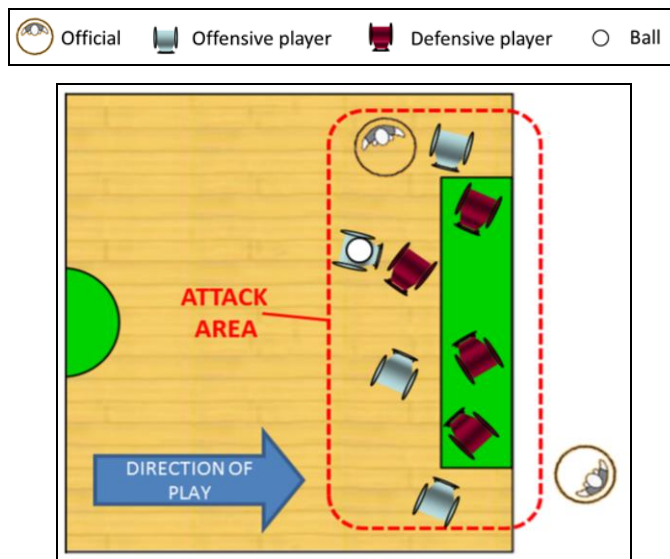 Official Offensive player Defensive player Ball
ATTACK
AREA
DIRECTION OF
PLAY